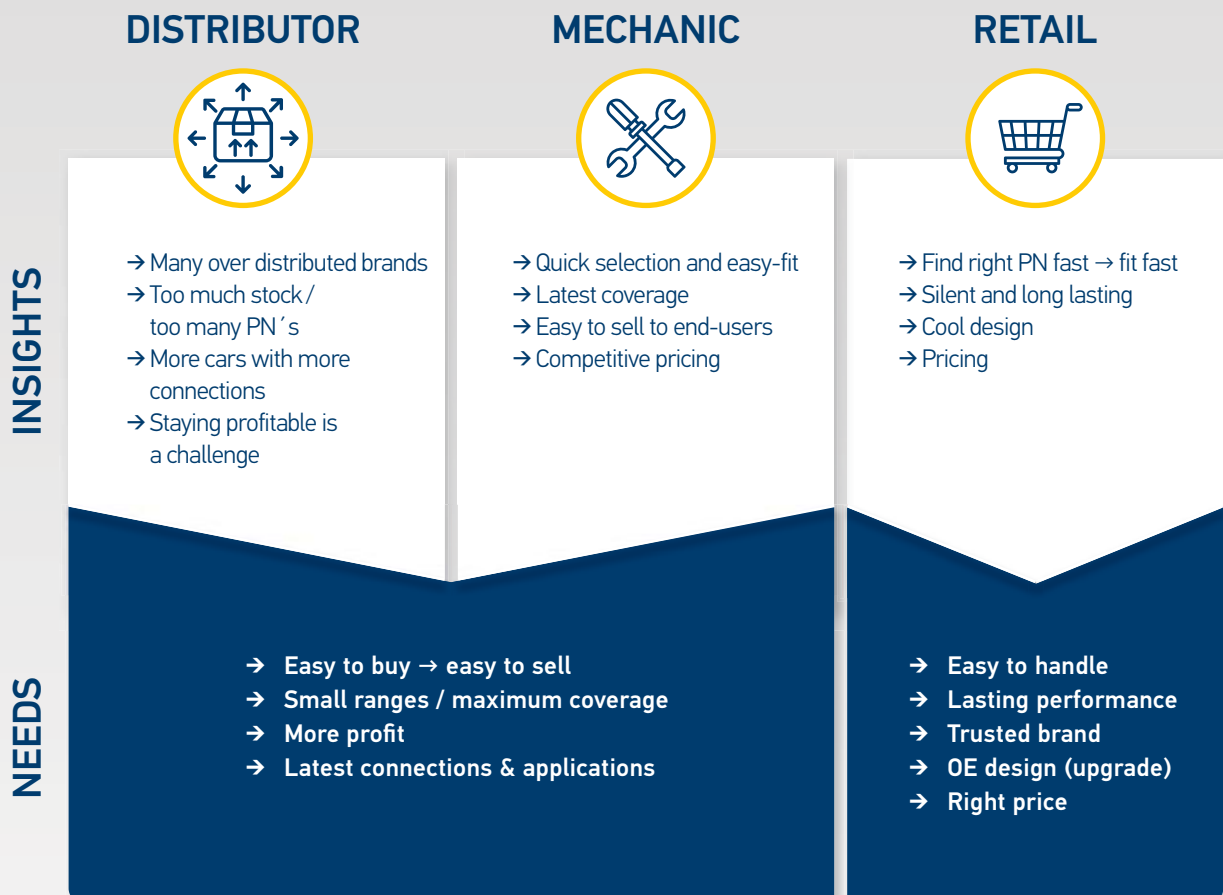 DISTRIBUTOR
MECHANIC
RETAIL
INSIGHTS
→ Many over distributed brands
→ Too much stock /
too many PN´s
→ More cars with more
connections
→ Staying profitable is
a challenge
→ Quick selection and easy-fit
→ Latest coverage
→ Easy to sell to end-users
→ Competitive pricing
→ Find right PN fast → fit fast
→ Silent and long lasting
→ Cool design
→ Pricing
NEEDS
→ Easy to buy → easy to sell
→ Small ranges / maximum coverage
→ More profit
→ Latest connections & applications
→ Easy to handle
→ Lasting performance
→ Trusted brand
→ OE design (upgrade)
→ Right price